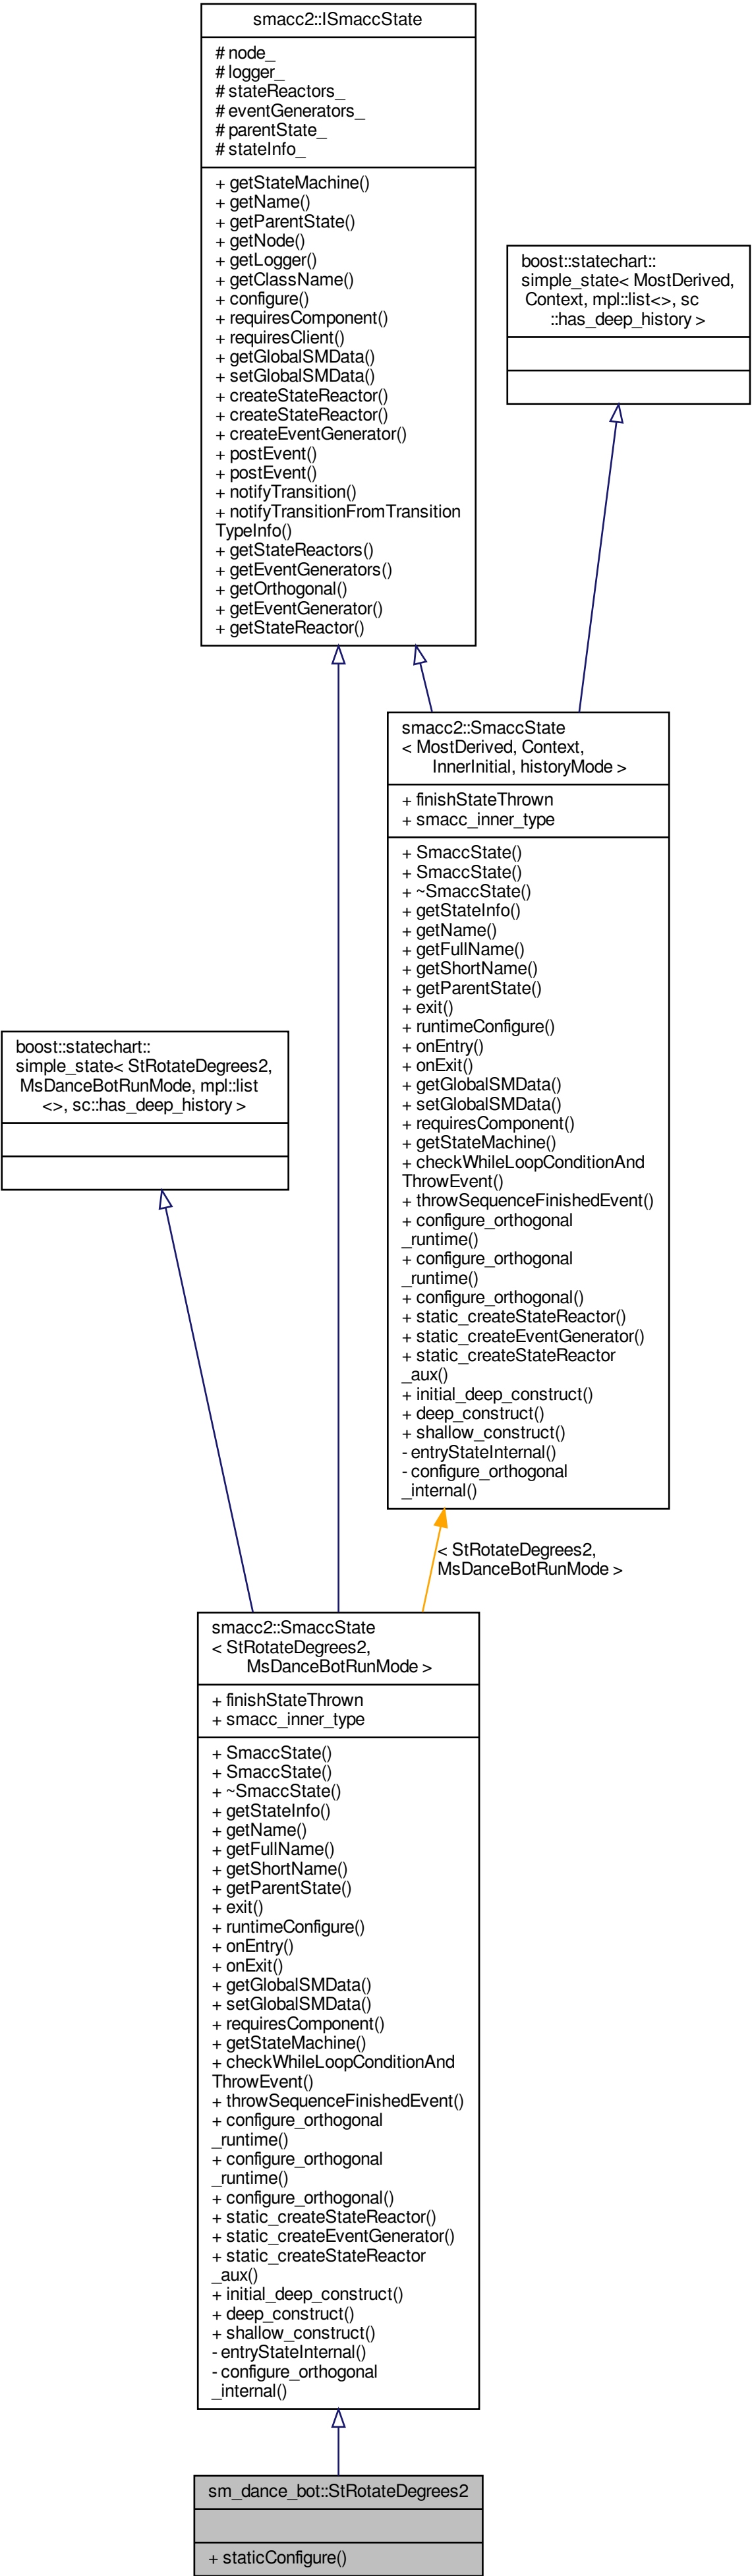 smacc2::ISmaccState
# node_
# logger_
# stateReactors_
# eventGenerators_
# parentState_
# stateInfo_
+ getStateMachine()
+ getName()
+ getParentState()
+ getNode()
+ getLogger()
+ getClassName()
+ configure()
+ requiresComponent()
+ requiresClient()
+ getGlobalSMData()
+ setGlobalSMData()
+ createStateReactor()
+ createStateReactor()
+ createEventGenerator()
+ postEvent()
+ postEvent()
+ notifyTransition()
+ notifyTransitionFromTransition
TypeInfo()
+ getStateReactors()
+ getEventGenerators()
+ getOrthogonal()
+ getEventGenerator()
+ getStateReactor()
boost::statechart::
simple_state< MostDerived,
Context, mpl::list<>, sc
::has_deep_history >
smacc2::SmaccState
< MostDerived, Context,
InnerInitial, historyMode >
+ finishStateThrown
+ smacc_inner_type
+ SmaccState()
+ SmaccState()
+ ~SmaccState()
+ getStateInfo()
+ getName()
+ getFullName()
+ getShortName()
+ getParentState()
+ exit()
+ runtimeConfigure()
+ onEntry()
+ onExit()
+ getGlobalSMData()
+ setGlobalSMData()
+ requiresComponent()
+ getStateMachine()
+ checkWhileLoopConditionAnd
ThrowEvent()
+ throwSequenceFinishedEvent()
+ configure_orthogonal
_runtime()
+ configure_orthogonal
_runtime()
+ configure_orthogonal()
+ static_createStateReactor()
+ static_createEventGenerator()
+ static_createStateReactor
_aux()
+ initial_deep_construct()
+ deep_construct()
+ shallow_construct()
- entryStateInternal()
- configure_orthogonal
_internal()
boost::statechart::
simple_state< StRotateDegrees2,
MsDanceBotRunMode, mpl::list
<>, sc::has_deep_history >
< StRotateDegrees2,
MsDanceBotRunMode >
smacc2::SmaccState
< StRotateDegrees2,
MsDanceBotRunMode >
+ finishStateThrown
+ smacc_inner_type
+ SmaccState()
+ SmaccState()
+ ~SmaccState()
+ getStateInfo()
+ getName()
+ getFullName()
+ getShortName()
+ getParentState()
+ exit()
+ runtimeConfigure()
+ onEntry()
+ onExit()
+ getGlobalSMData()
+ setGlobalSMData()
+ requiresComponent()
+ getStateMachine()
+ checkWhileLoopConditionAnd
ThrowEvent()
+ throwSequenceFinishedEvent()
+ configure_orthogonal
_runtime()
+ configure_orthogonal
_runtime()
+ configure_orthogonal()
+ static_createStateReactor()
+ static_createEventGenerator()
+ static_createStateReactor
_aux()
+ initial_deep_construct()
+ deep_construct()
+ shallow_construct()
- entryStateInternal()
- configure_orthogonal
_internal()
sm_dance_bot::StRotateDegrees2
+ staticConfigure()